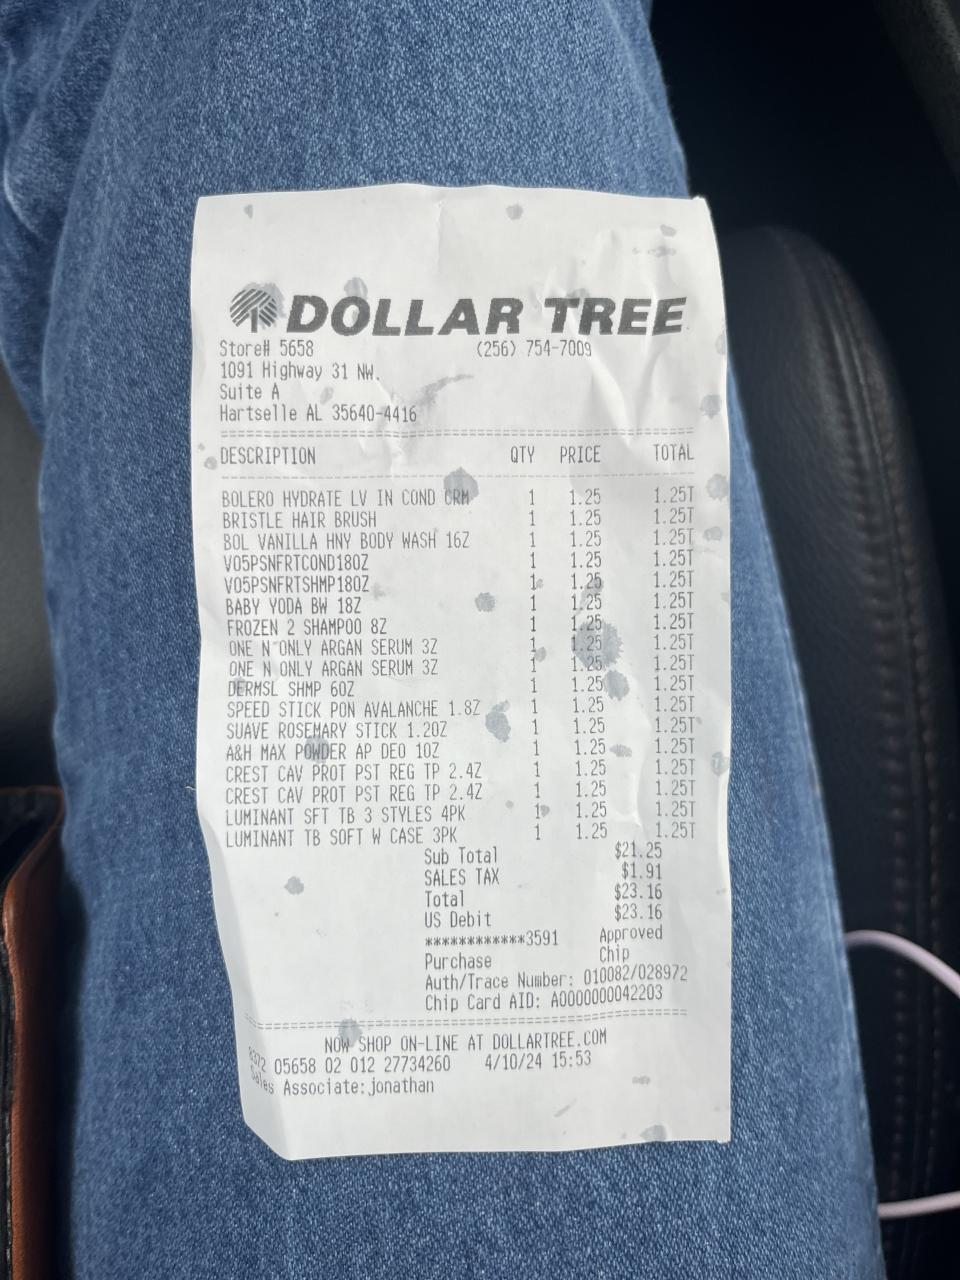 DOLLAR TREE
Store# 5658 (256) 754-7009
1091 Highway 31 NW.
Suite A
Hartselle AL 35640-4416
DESCRIPTION QTY PRICE TOTAL
BOLERO HYDRATE LV IN COND CRM 1 1.25 1.25T
BRISTLE HAIR BRUSH 1 1.25 1.25T
BOL VANILLA HNY BODY WASH 16Z 1 1.25 1.25T
VO5PSNFRTCOND18OZ 1 1.25 1.25T
VO5PSNFRTSHMP18OZ 1 1.25 1.25T
BABY YODA BW 18Z 1 1.25 1.25T
FROZEN 2 SHAMPOO 8Z 1 1.25 1.25T
ONE N ONLY ARGAN SERUM 3Z 1 1.25 1.25T
ONE N ONLY ARGAN SERUM 3Z 1 1.25 1.25T
DERMSL SHMP 6OZ 1 1.25 1.25T
SPEED STICK PON AVALANCHE 1.8Z 1 1.25 1.25T
SUAVE ROSEMARY STICK 1.2OZ 1 1.25 1.25T
A&H MAX POWDER AP DEO 1OZ 1 1.25 1.25T
CREST CAV PROT PST REG TP 2.4Z 1 1.25 1.25T
CREST CAV PROT PST REG TP 2.4Z 1 1.25 1.25T
LUMINANT SFT TB 3 STYLES 4PK 1 1.25 1.25T
LUMINANT TB SOFT W CASE 3PK 1 1.25 1.25T
Sub Total $21.25
SALES TAX $1.91
Total $23.16
US Debit $23.16
************3591 Approved
Purchase Chip
Auth/Trace Number: 010082/028972
Chip Card AID: A0000000042203
NOW SHOP ON-LINE AT DOLLARTREE.COM
05658 02 012 27734260 4/10/24 15:53
Sales Associate:jonathan